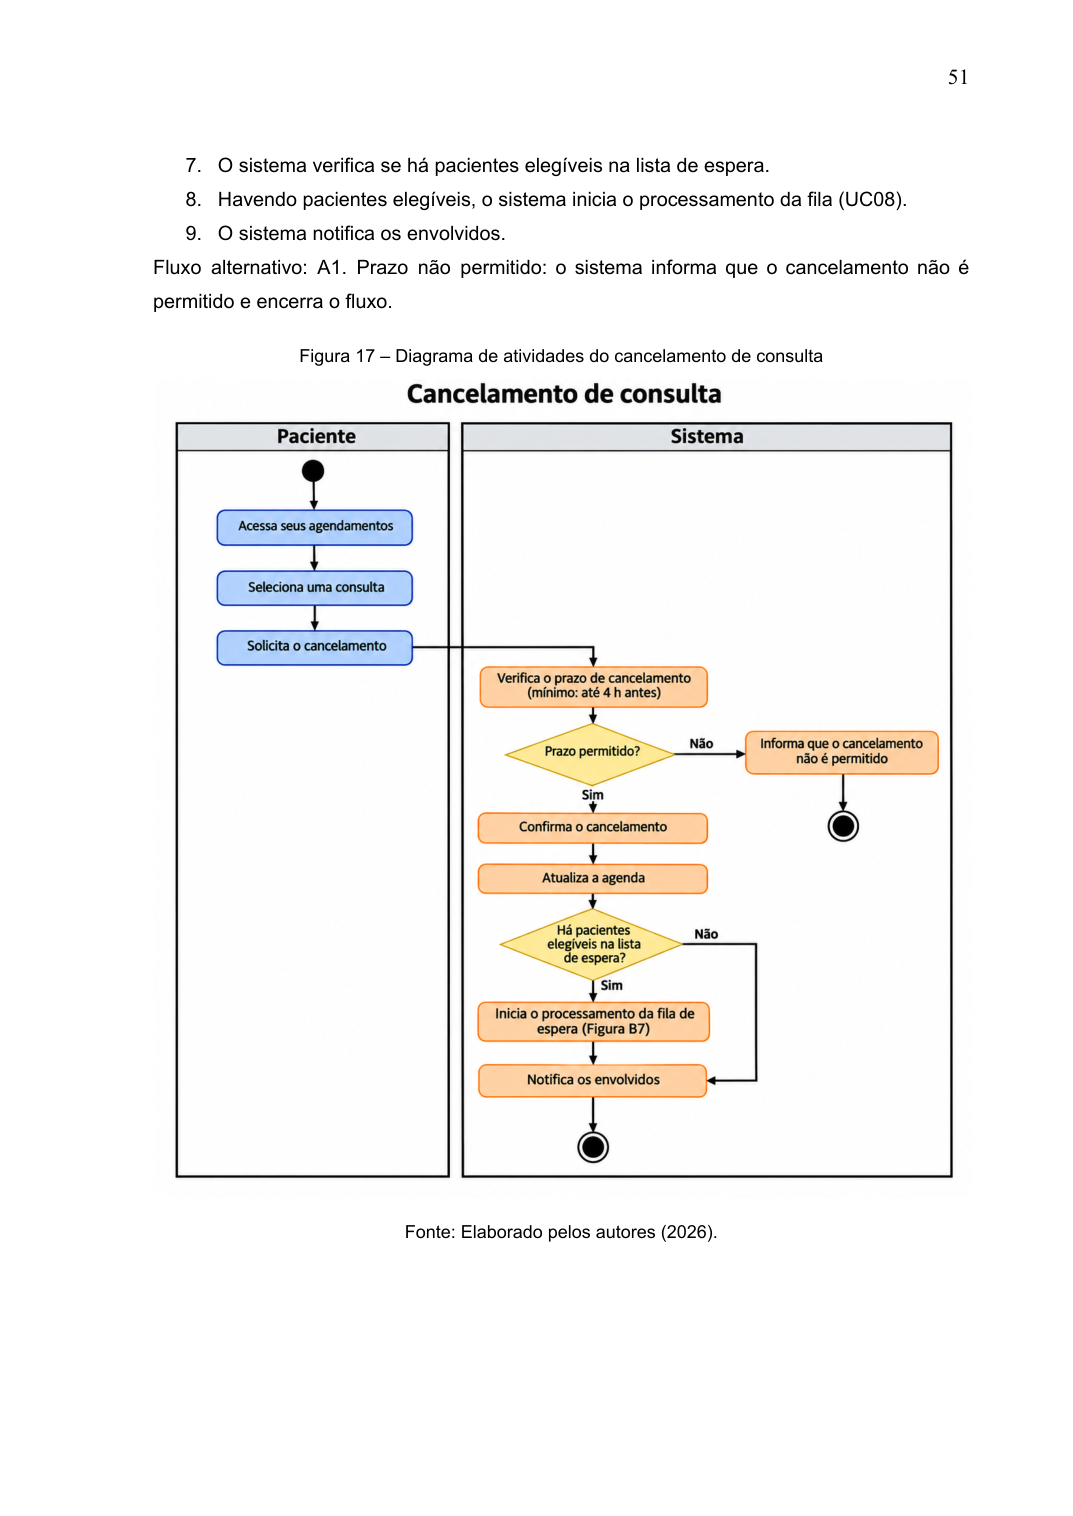 51
7. O sistema verifica se há pacientes elegíveis na lista de espera.
8. Havendo pacientes elegíveis, o sistema inicia o processamento da fila (UC08).
9. O sistema notifica os envolvidos.
Fluxo alternativo: A1. Prazo não permitido: o sistema informa que o cancelamento não é
permitido e encerra o fluxo.
Figura 17 – Diagrama de atividades do cancelamento de consulta
Cancelamento de consulta
Paciente
Sistema
Acessa seus agendamentos
Seleciona uma consulta
Solicita o cancelamento
Verifica o prazo de cancelamento
(mínimo: até 4 h antes)
Prazo permitido?
Não
Informa que o cancelamento
não é permitido
Sim
Confirma o cancelamento
Atualiza a agenda
Há pacientes
elegíveis na lista
de espera?
Não
Sim
Inicia o processamento da fila de
espera (Figura B7)
Notifica os envolvidos
Fonte: Elaborado pelos autores (2026).